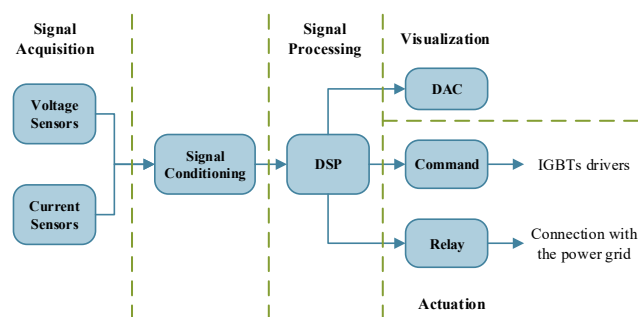 Signal
Acquisition
Signal
Processing
Visualization
Voltage
Sensors
Current
Sensors
Signal
Conditioning
DSP
DAC
Command
IGBTs drivers
Relay
Connection with
the power grid
Actuation